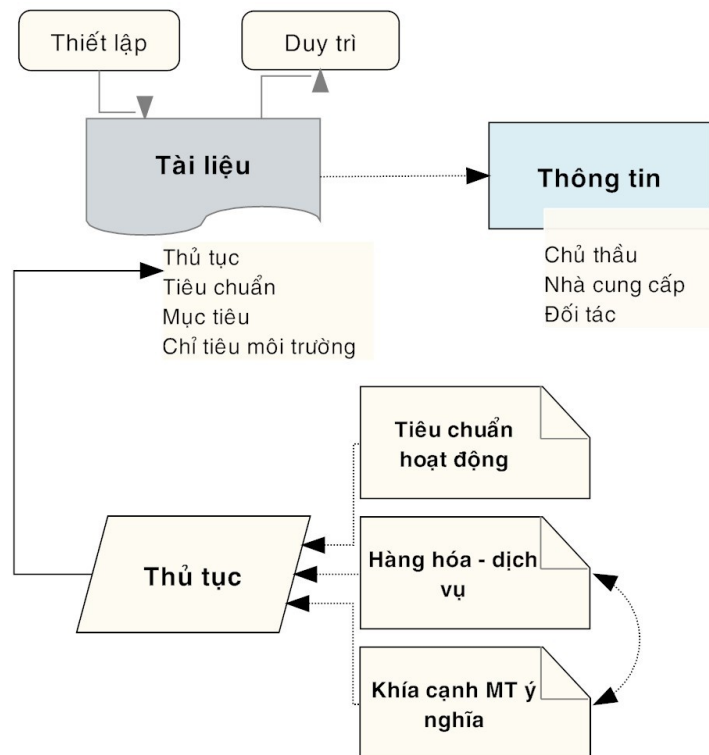 Thiết lập
Duy trì
Tài liệu
Thông tin
Thủ tục
Tiêu chuẩn
Mục tiêu
Chỉ tiêu môi trường
Chủ thầu
Nhà cung cấp
Đối tác
Tiêu chuẩn
hoạt động
Thủ tục
Hàng hóa - dịch
vụ
Khía cạnh MT ý
nghĩa